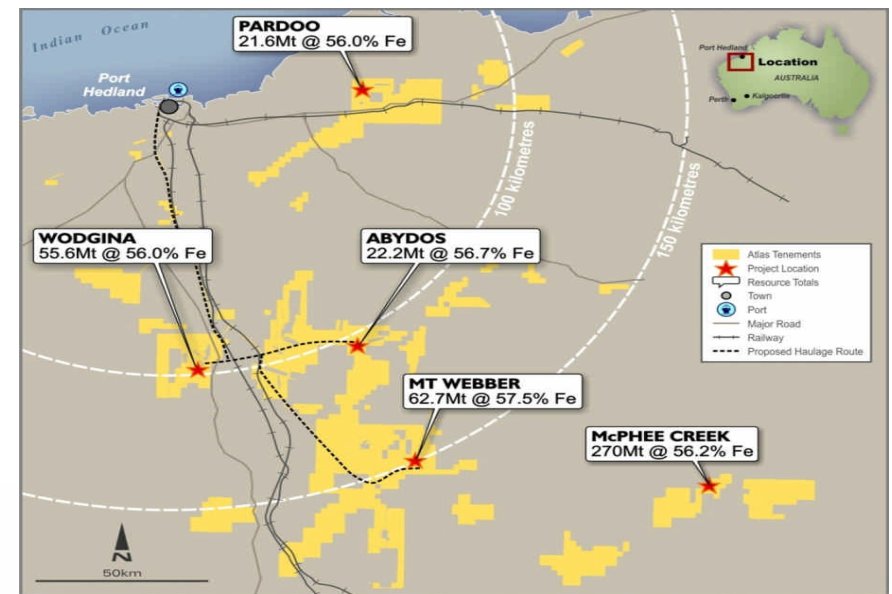 Indian Ocean
PARDOO
21.6Mt @ 56.0% Fe
Port
Hedland
Port Hedland
Location
AUSTRALIA
Perth
Kalgoorlie
100 kilometres
150 kilometres
WODGINA
55.6Mt @ 56.0% Fe
ABYDOS
22.2Mt @ 56.7% Fe
Atlas Tenements
Project Location
Resource Totals
Town
Port
Major Road
Railway
Proposed Haulage Route
MT WEBBER
62.7Mt @ 57.5% Fe
McPHEE CREEK
270Mt @ 56.2% Fe
N
50km